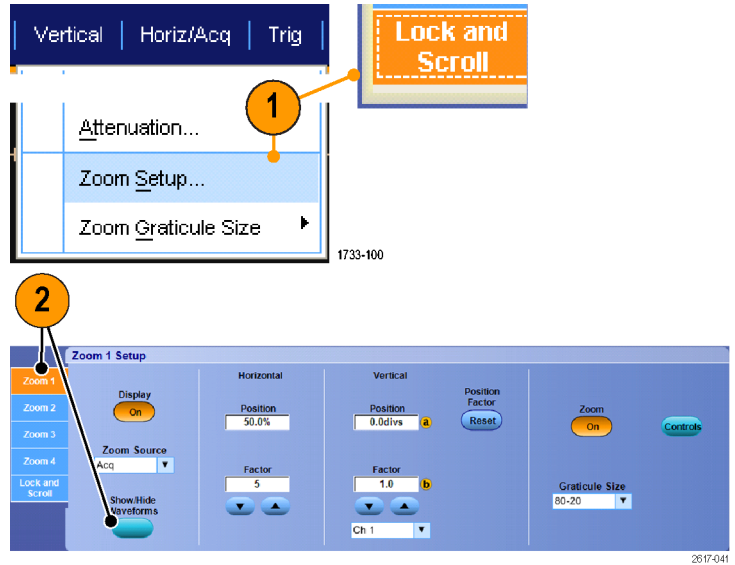 Vertical | Horiz/Acq | Trig
Lock and
Scroll
1
Attenuation...
Zoom Setup...
Zoom Graticule Size
1733-100
2
Zoom 1 Setup
Zoom 1
Zoom 2
Zoom 3
Zoom 4
Lock and
Scroll
Display
On
Zoom Source
Acq
Show/Hide
Waveforms
Horizontal
Position
50.0%
Factor
5
Vertical
Position
0.0divs a
Factor
1.0 b
Ch 1
Position
Factor
Reset
Zoom
On
Controls
Graticule Size
80-20
2617-041